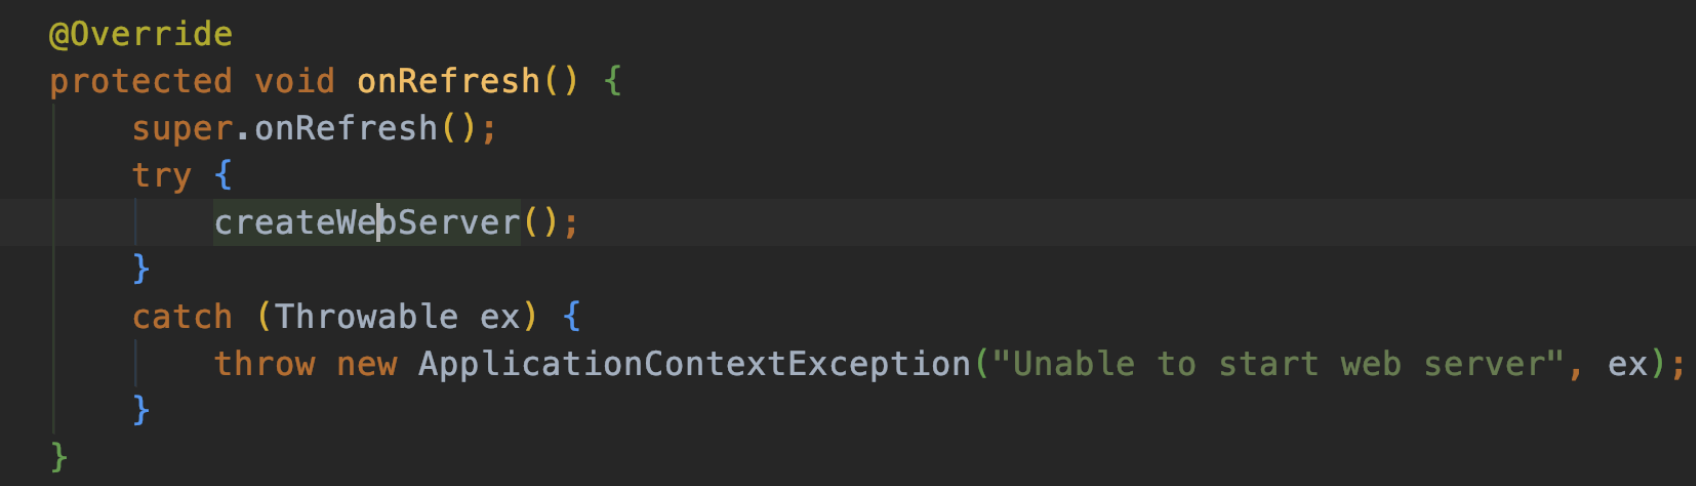 @Override
protected void onRefresh() {
    super.onRefresh();
    try {
        createWebServer();
    }
    catch (Throwable ex) {
        throw new ApplicationContextException("Unable to start web server", ex);
    }
}